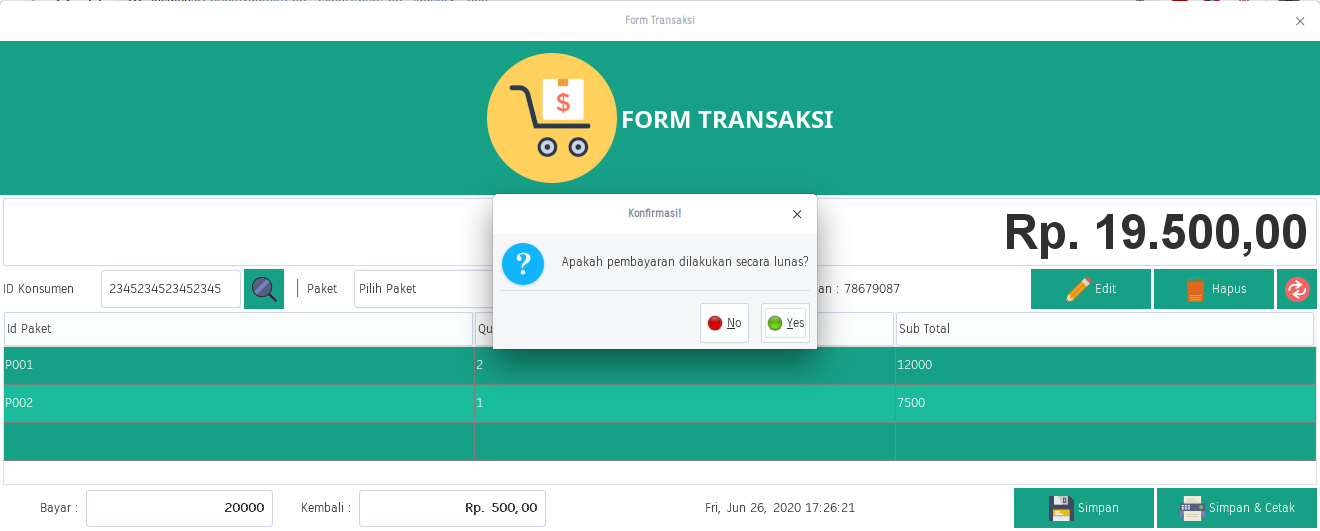 Form Transaksi
$
FORM TRANSAKSI
Rp. 19.500,00
Konfirmasi!
Apakah pembayaran dilakukan secara lunas?
No
Yes
ID Konsumen
2345234523452345
Paket
Pilih Paket
: 78679087
Edit
Hapus
Id Paket
Sub Total
P001
2
12000
P002
1
7500
Bayar :
20000
Kembali :
Rp. 500,00
Fri, Jun 26, 2020 17:26:21
Simpan
Simpan & Cetak